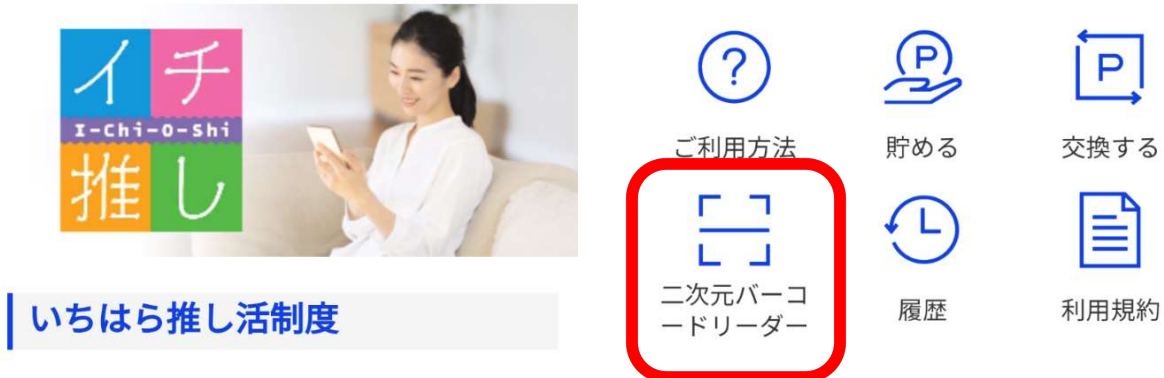 イチ
I-Chi-O-Shi
推し
いちはら推し活制度
?
P
P
ご利用方法
貯める
交換する
二次元バーコ
ードリーダー
履歴
利用規約